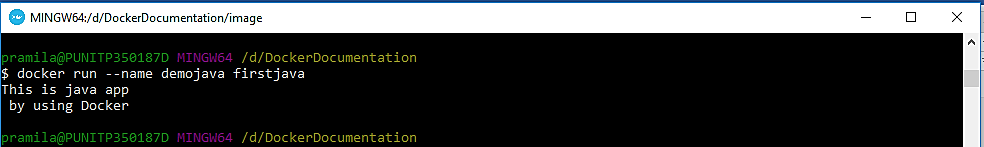 MINGW64:/d/DockerDocumentation/image
pramila@PUNITP350187D MINGW64 /d/DockerDocumentation
$ docker run --name demojava firstjava
This is java app
 by using Docker
pramila@PUNITP350187D MINGW64 /d/DockerDocumentation